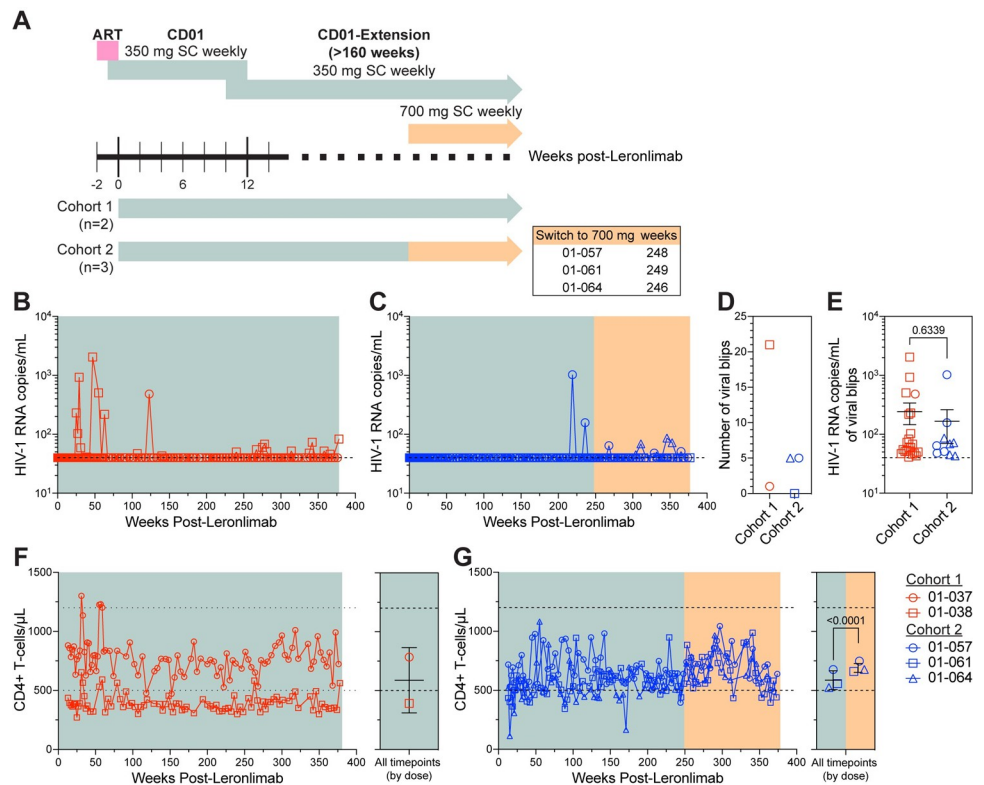 A
ART
CD01
350 mg SC weekly
CD01-Extension
(>160 weeks)
350 mg SC weekly
700 mg SC weekly
Weeks post-Leronlimab
-2 0 6 12
Cohort 1
(n=2)
Cohort 2
(n=3)
Switch to 700 mg weeks
01-057 248
01-061 249
01-064 246
B
HIV-1 RNA copies/mL
10⁴
10³
10²
10¹
0 50 100 150 200 250 300 350 400
Weeks Post-Leronlimab
C
HIV-1 RNA copies/mL
10⁴
10³
10²
10¹
0 50 100 150 200 250 300 350 400
Weeks Post-Leronlimab
D
Number of viral blips
25
20
15
10
5
0
Cohort 1
Cohort 2
E
HIV-1 RNA copies/mL
of viral blips
10⁴
10³
10²
10¹
0.6339
Cohort 1
Cohort 2
F
CD4+ T-cells/µL
1500
1000
500
0
0 50 100 150 200 250 300 350 400
Weeks Post-Leronlimab
All timepoints
(by dose)
G
CD4+ T-cells/µL
1500
1000
500
0
0 50 100 150 200 250 300 350 400
Weeks Post-Leronlimab
<0.0001
All timepoints
(by dose)
Cohort 1
01-037
01-038
Cohort 2
01-057
01-061
01-064